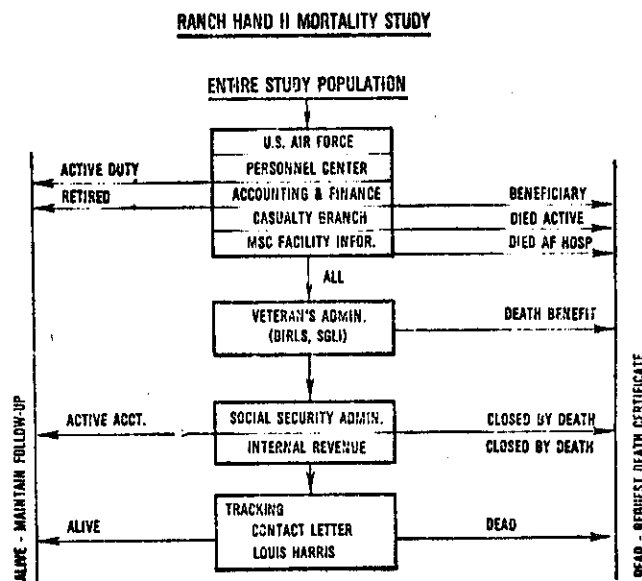 RANCH HAND II MORTALITY STUDY
ENTIRE STUDY POPULATION
U.S. AIR FORCE
PERSONNEL CENTER
ACCOUNTING & FINANCE
CASUALTY BRANCH
MSC FACILITY INFOR.
ACTIVE DUTY
RETIRED
BENEFICIARY
DIED ACTIVE
DIED AF HOSP
ALL
VETERAN'S ADMIN.
(BIRLS, SGLI)
DEATH BENEFIT
ACTIVE ACCT.
SOCIAL SECURITY ADMIN.
INTERNAL REVENUE
CLOSED BY DEATH
CLOSED BY DEATH
TRACKING
CONTACT LETTER
LOUIS HARRIS
ALIVE
DEAD
ALIVE - MAINTAIN FOLLOW-UP
DEAD - REQUEST DEATH CERTIFICATE